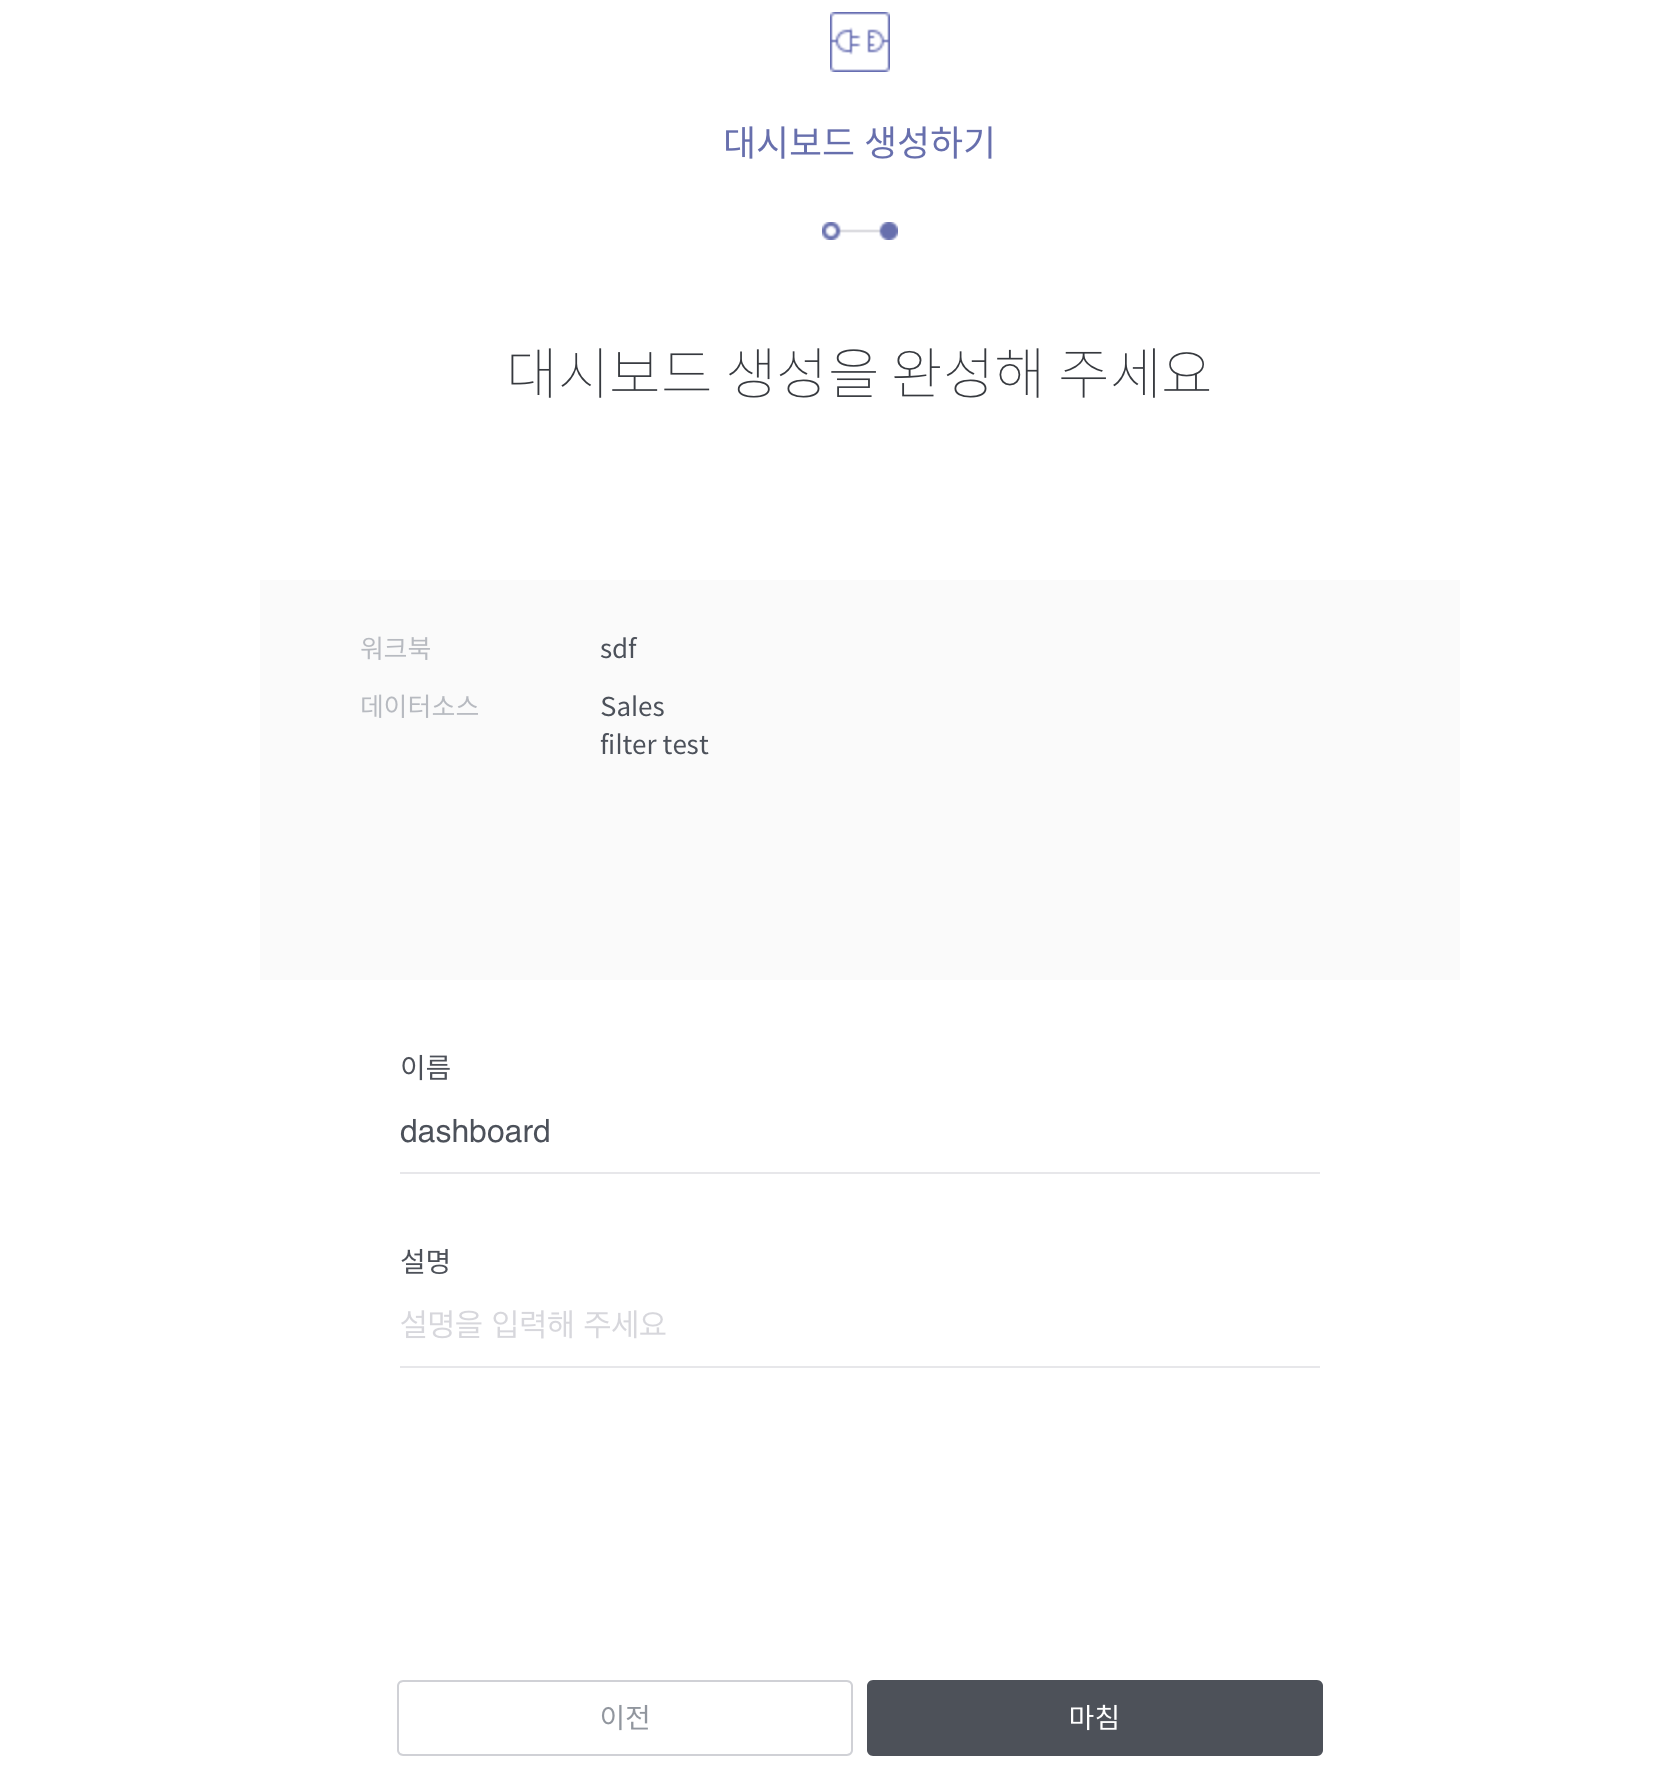 대시보드 생성하기
대시보드 생성을 완성해 주세요
워크북 sdf
데이터소스 Sales
filter test
이름
dashboard
설명
설명을 입력해 주세요
이전 마침